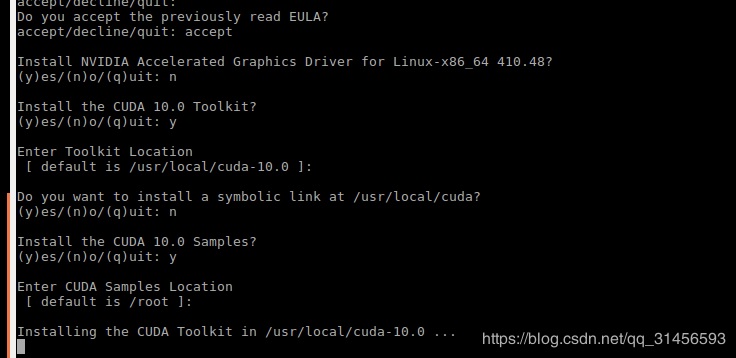 accept/decline/quit:
Do you accept the previously read EULA?
accept/decline/quit: accept
Install NVIDIA Accelerated Graphics Driver for Linux-x86_64 410.48?
(y)es/(n)o/(q)uit: n
Install the CUDA 10.0 Toolkit?
(y)es/(n)o/(q)uit: y
Enter Toolkit Location
[ default is /usr/local/cuda-10.0 ]:
Do you want to install a symbolic link at /usr/local/cuda?
(y)es/(n)o/(q)uit: n
Install the CUDA 10.0 Samples?
(y)es/(n)o/(q)uit: y
Enter CUDA Samples Location
[ default is /root ]:
Installing the CUDA Toolkit in /usr/local/cuda-10.0 ...
https://blog.csdn.net/qq_31456593